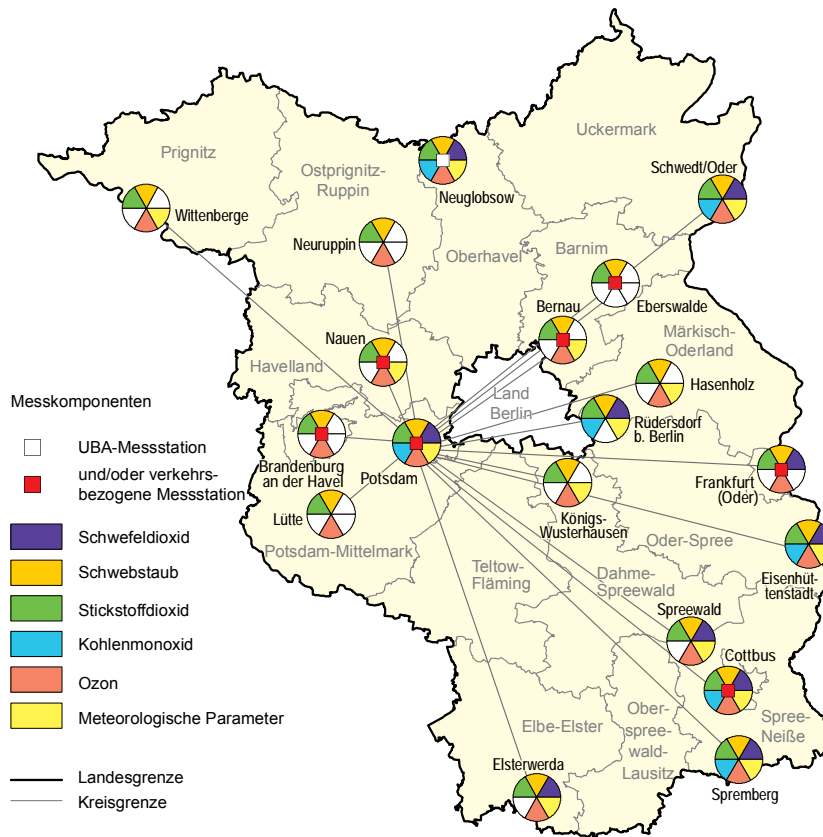 Uckermark
Prignitz
Ostprignitz-
Ruppin
Schwedt/Oder
Neuglobsow
Wittenberge
Neuruppin
Oberhavel
Barnim
Eberswalde
Bernau
Nauen
Märkisch-
Oderland
Havelland
Hasenholz
Land
Berlin
Rüdersdorf
b. Berlin
Brandenburg
an der Havel
Potsdam
Frankfurt
(Oder)
Königs-
Wusterhausen
Lütte
Oder-Spree
Potsdam-Mittelmark
Teltow-
Fläming
Dahme-
Spreewald
Eisenhüt-
tenstadt
Spreewald
Cottbus
Elbe-Elster
Ober-
spree-
wald-
Lausitz
Spree-
Neiße
Elsterwerda
Spremberg
Messkomponenten
UBA-Messstation
und/oder verkehrs-
bezogene Messstation
Schwefeldioxid
Schwebstaub
Stickstoffdioxid
Kohlenmonoxid
Ozon
Meteorologische Parameter
Landesgrenze
Kreisgrenze